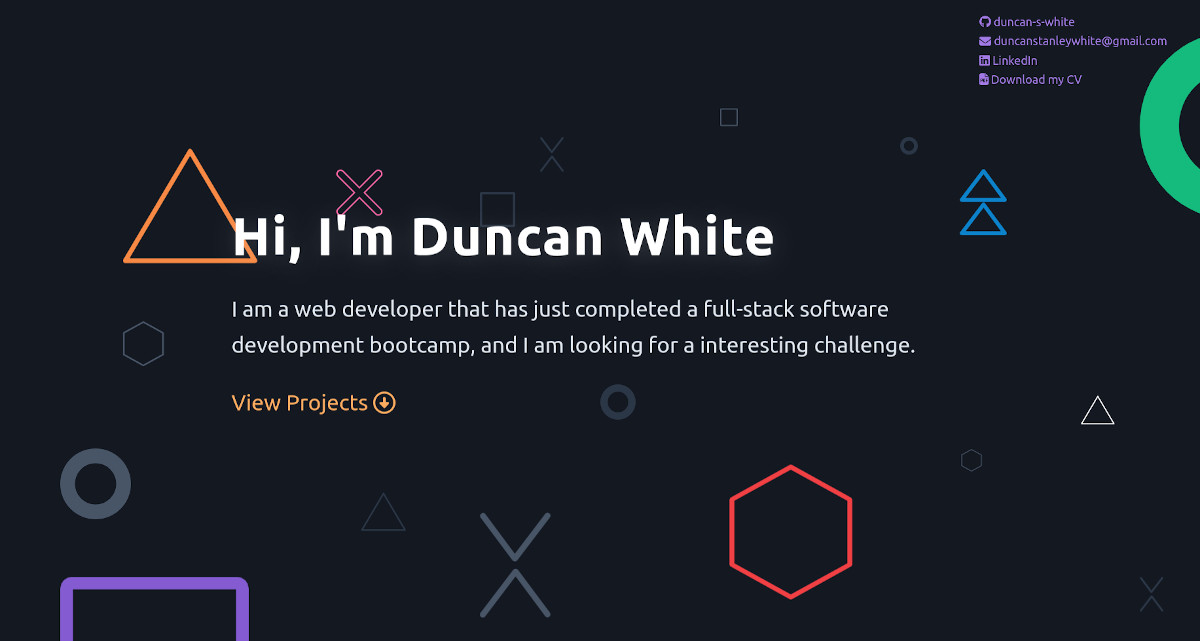 duncan-s-white
duncanstanleywhite@gmail.com
LinkedIn
Download my CV
Hi, I'm Duncan White
I am a web developer that has just completed a full-stack software
development bootcamp, and I am looking for a interesting challenge.
View Projects